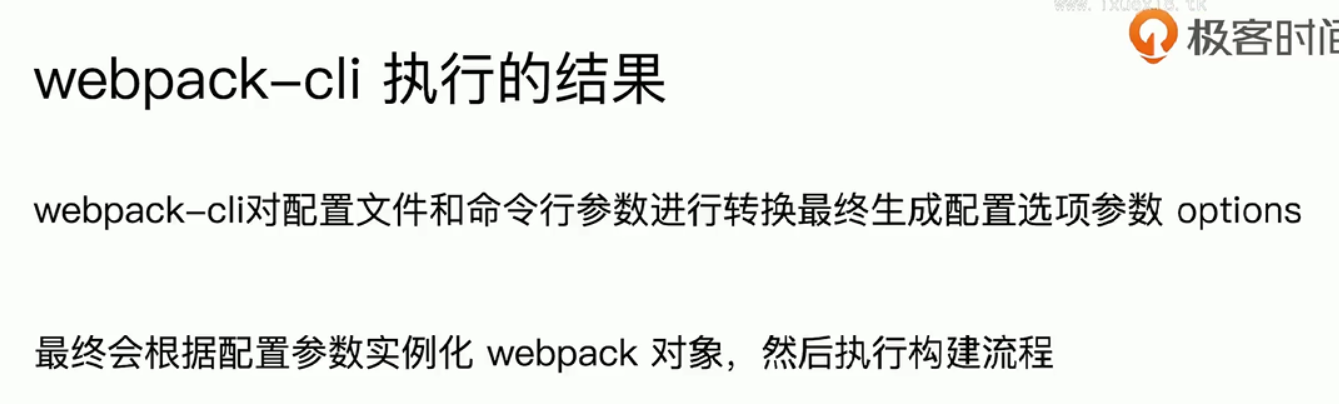 极客时间
webpack-cli 执行的结果
webpack-cli对配置文件和命令行参数进行转换最终生成配置选项参数 options
最终会根据配置参数实例化 webpack 对象，然后执行构建流程